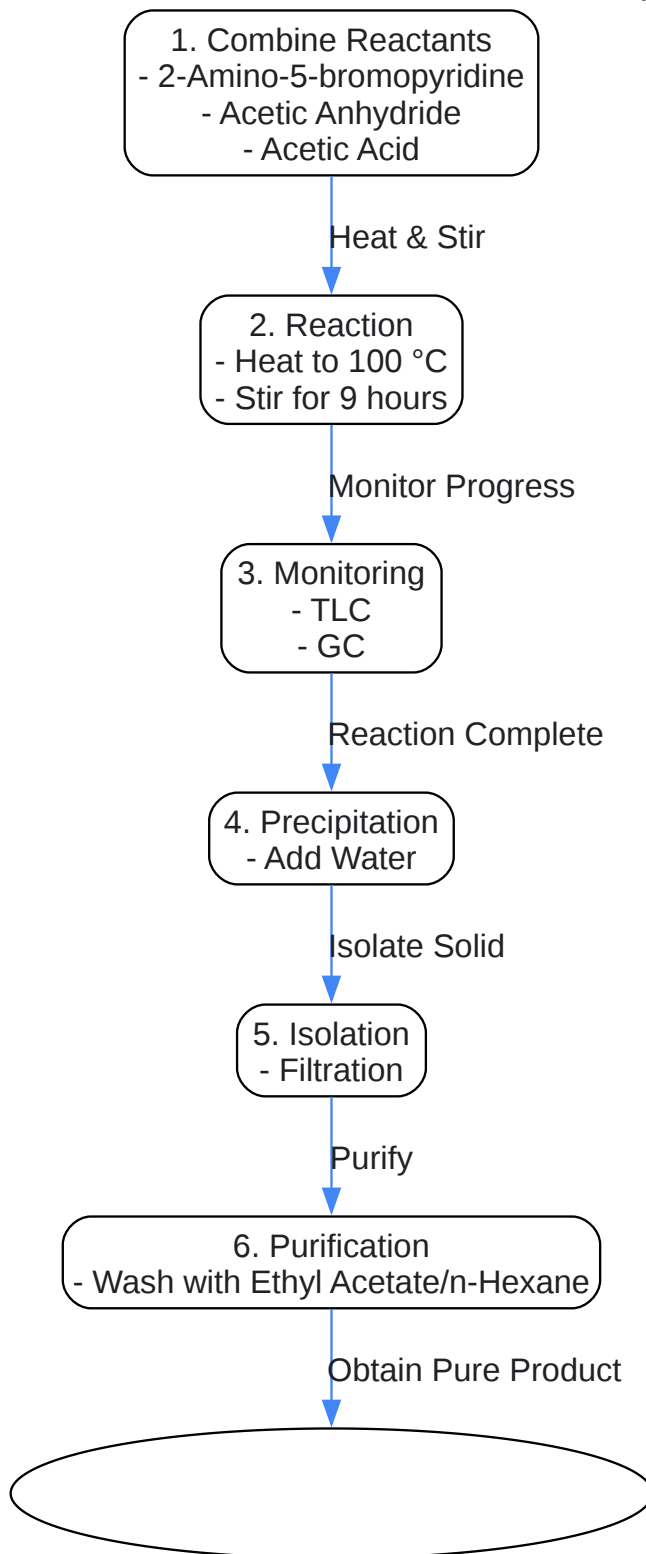 1. Combine Reactants
- 2-Amino-5-bromopyridine
- Acetic Anhydride
- Acetic Acid
Heat & Stir
2. Reaction
- Heat to 100 °C
- Stir for 9 hours
Monitor Progress
3. Monitoring
- TLC
- GC
Reaction Complete
4. Precipitation
- Add Water
Isolate Solid
5. Isolation
- Filtration
Purify
6. Purification
- Wash with Ethyl Acetate/n-Hexane
Obtain Pure Product